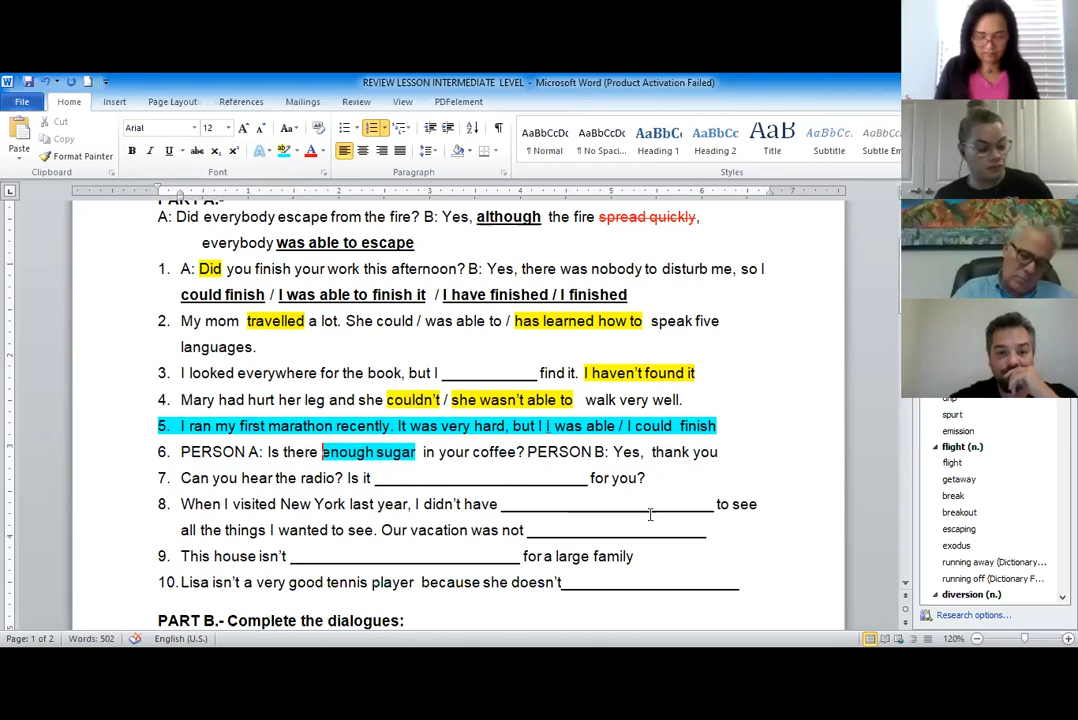 REVIEW LESSON INTERMEDIATE LEVEL - Microsoft Word (Product Activation Failed)
File Home Insert Page Layout References Mailings Review View PDFelement
Cut
Copy
Format Painter
Paste
Clipboard
Arial 12
Font
Paragraph
AaBbCcDc AaBbCcDc AaBbC AaBbCc AaB AaBbCc. AaBbCcD
¶ Normal ¶ No Spaci... Heading 1 Heading 2 Title Subtitle Subtle Em
Styles
PART A.-
A: Did everybody escape from the fire? B: Yes, although the fire spread quickly,
everybody was able to escape
1. A: Did you finish your work this afternoon? B: Yes, there was nobody to disturb me, so I
could finish / I was able to finish it / I have finished / I finished
2. My mom travelled a lot. She could / was able to / has learned how to speak five
languages.
3. I looked everywhere for the book, but I ____________ find it. I haven't found it
4. Mary had hurt her leg and she couldn't / she wasn't able to walk very well.
5. I ran my first marathon recently. It was very hard, but I I was able / I could finish
6. PERSON A: Is there enough sugar in your coffee? PERSON B: Yes, thank you
7. Can you hear the radio? Is it ___________________________ for you?
8. When I visited New York last year, I didn't have ___________________________ to see
all the things I wanted to see. Our vacation was not _______________________
9. This house isn't _____________________________ for a large family
10. Lisa isn't a very good tennis player because she doesn't_______________________
PART B.- Complete the dialogues:
spurt
emission
flight (n.)
flight
getaway
break
breakout
escaping
exodus
running away (Dictionary...
running off (Dictionary F...
diversion (n.)
Research options...
Page: 1 of 2 Words: 502 English (U.S.) 120%